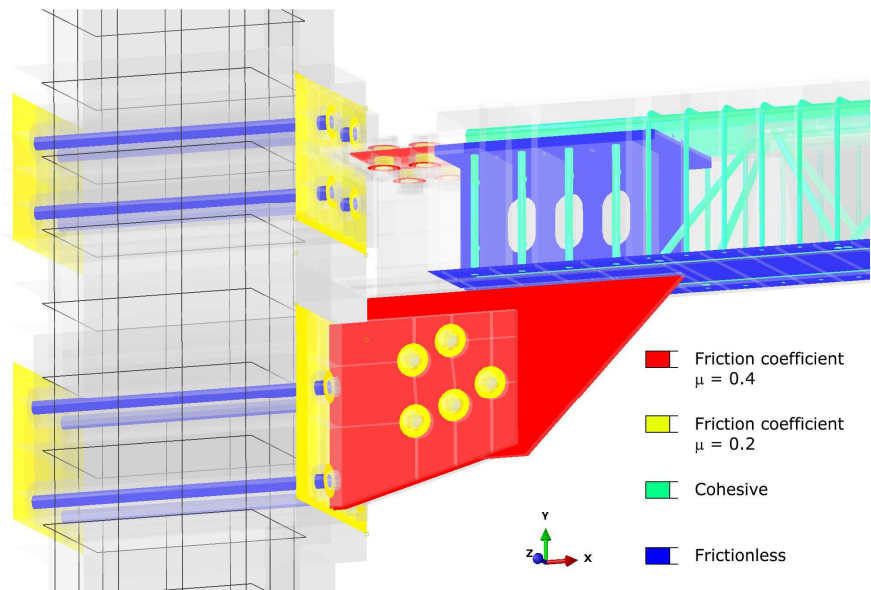 Friction coefficient
μ = 0.4
Friction coefficient
μ = 0.2
Cohesive
Y
Z
X
Frictionless